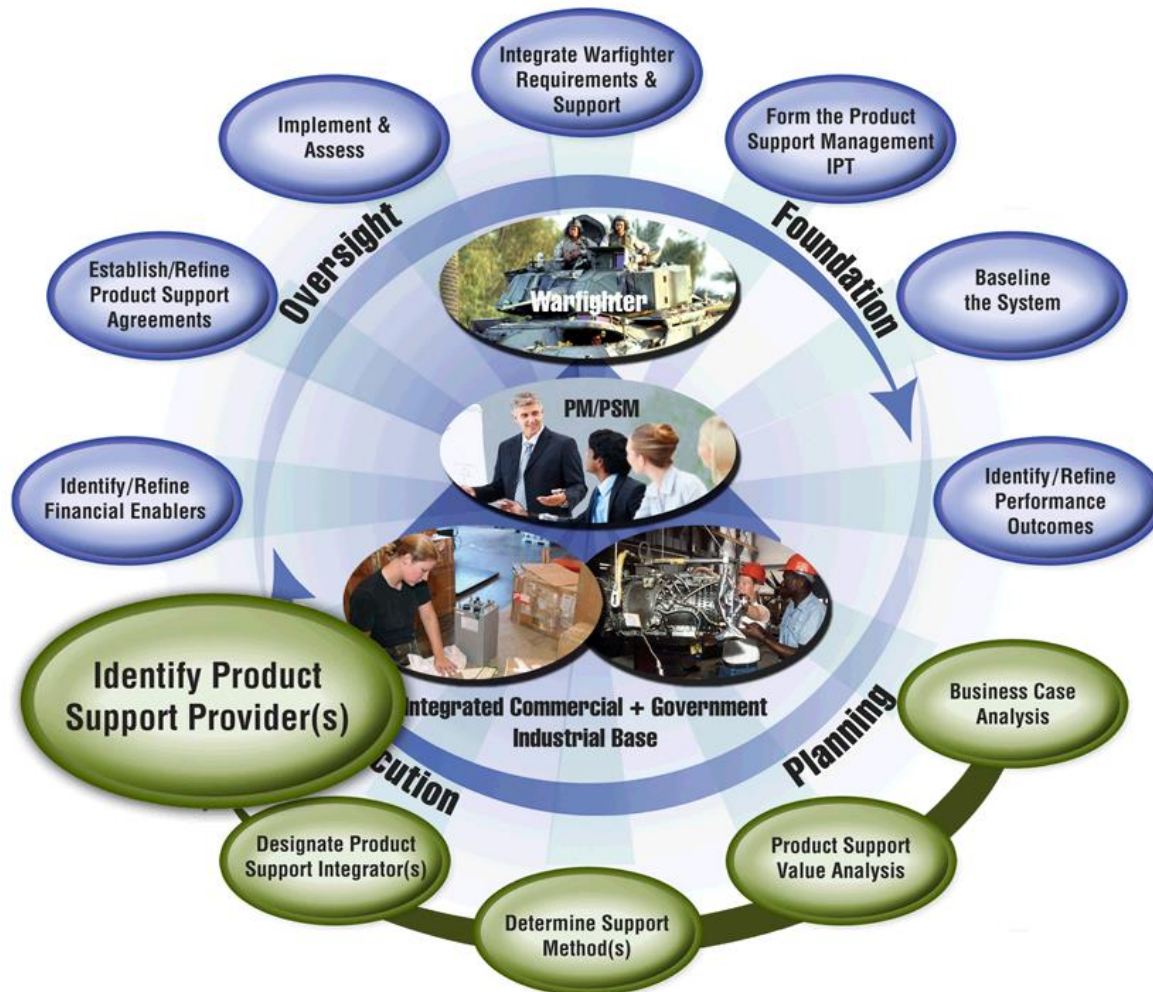 Integrate Warfighter
Requirements &
Support
Form the Product
Support Management
IPT
Baseline
the System
Identify/Refine
Performance
Outcomes
Business Case
Analysis
Product Support
Value Analysis
Determine Support
Method(s)
Designate Product
Support Integrator(s)
Identify Product
Support Provider(s)
Identify/Refine
Financial Enablers
Establish/Refine
Product Support
Agreements
Implement &
Assess
Oversight
Foundation
Planning
cution
Warfighter
PM/PSM
Integrated Commercial + Government
Industrial Base